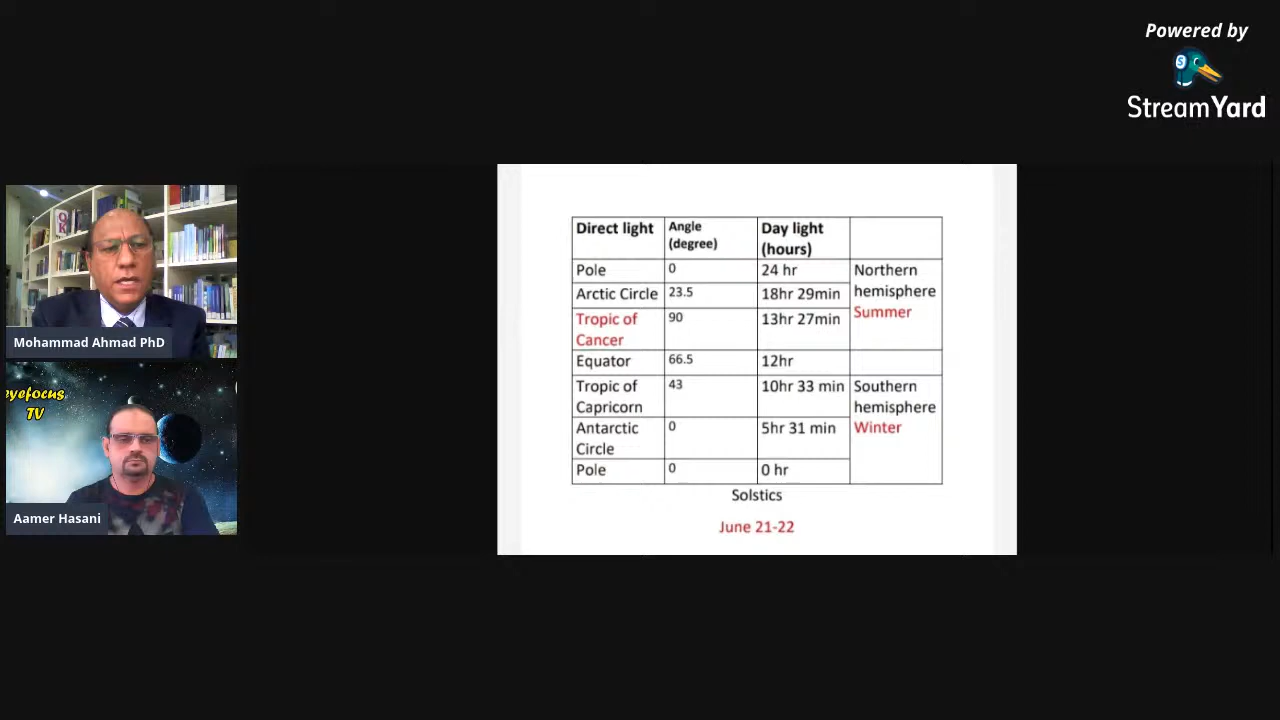 Powered by
StreamYard
Mohammad Ahmad PhD
eyefocus
TV
Aamer Hasani
Direct light Angle (degree) Day light (hours)
Pole 0 24 hr Northern hemisphere Summer
Arctic Circle 23.5 18hr 29min
Tropic of Cancer 90 13hr 27min
Equator 66.5 12hr
Tropic of Capricorn 43 10hr 33 min Southern hemisphere Winter
Antarctic Circle 0 5hr 31 min
Pole 0 0 hr
Solstics
June 21-22